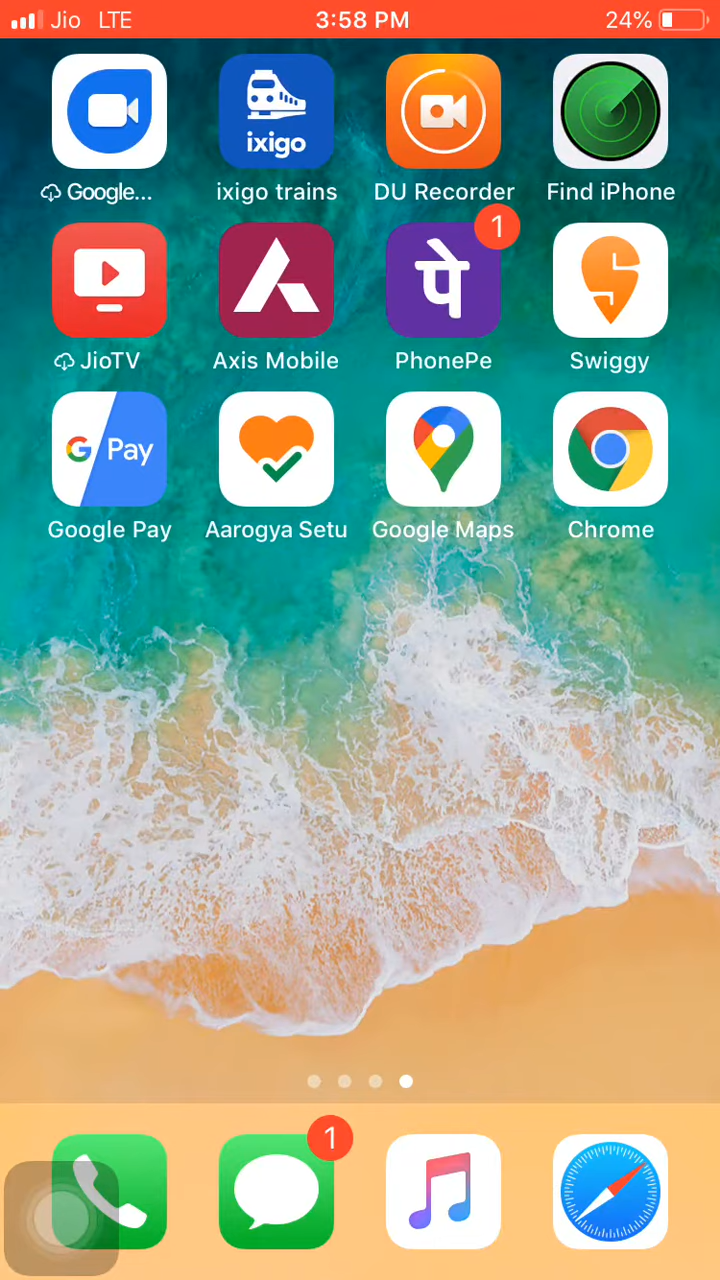 Jio LTE 3:58 PM 24%
ixigo
Google... ixigo trains DU Recorder Find iPhone
1
पे
JioTV Axis Mobile PhonePe Swiggy
G Pay
Google Pay Aarogya Setu Google Maps Chrome
1